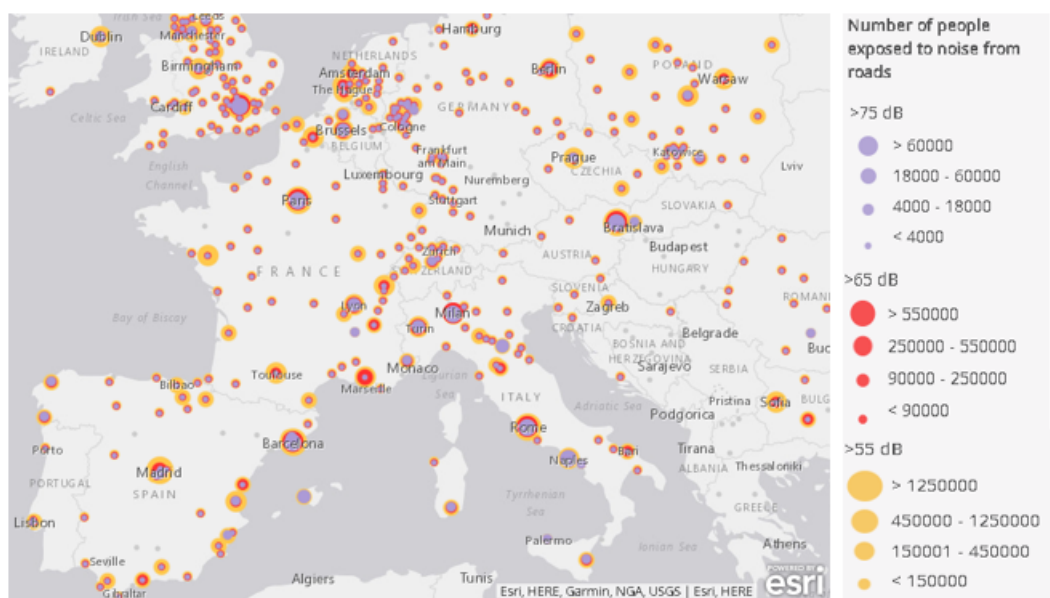 Irish Sea
Leeds
Dublin
Manchester
Hamburg
IRELAND
NETHERLANDS
Birmingham
Amsterdam
Berlin
POLAND
The Hague
Warsaw
Cardiff
GERMANY
Celtic Sea
Brussels
Cologne
BELGIUM
Frankfurt
am Main
Prague
Katowice
English
Channel
CZECHIA
Lviv
Luxembourg
Nuremberg
Paris
Stuttgart
SLOVAKIA
Munich
Bratislava
Budapest
Zürich
AUSTRIA
FRANCE
HUNGARY
SLOVENIA
ROMANI
Lyon
Milan
Zagreb
Bay of Biscay
Turin
CROATIA
Belgrade
BOSNIA AND
HERZEGOVINA
Buc
Monaco
Sarajevo
SERBIA
Toulouse
Marseille
Ligurian
Sea
Bilbao
ITALY
Adriatic Sea
Pristina
Sofia
BULG
Podgorica
Rome
Barcelona
Porto
Bari
Tirana
Naples
Madrid
ALBANIA
Thessaloniki
PORTUGAL
SPAIN
Tyrrhenian
Sea
GREECE
Lisbon
Palermo
Ionian Sea
Athens
Seville
Gibraltar
Algiers
Tunis
POWERED BY
esri
Esri, HERE, Garmin, NGA, USGS | Esri, HERE
Number of people
exposed to noise from
roads
>75 dB
> 60000
18000 - 60000
4000 - 18000
< 4000
>65 dB
> 550000
250000 - 550000
90000 - 250000
< 90000
>55 dB
> 1250000
450000 - 1250000
150001 - 450000
< 150000